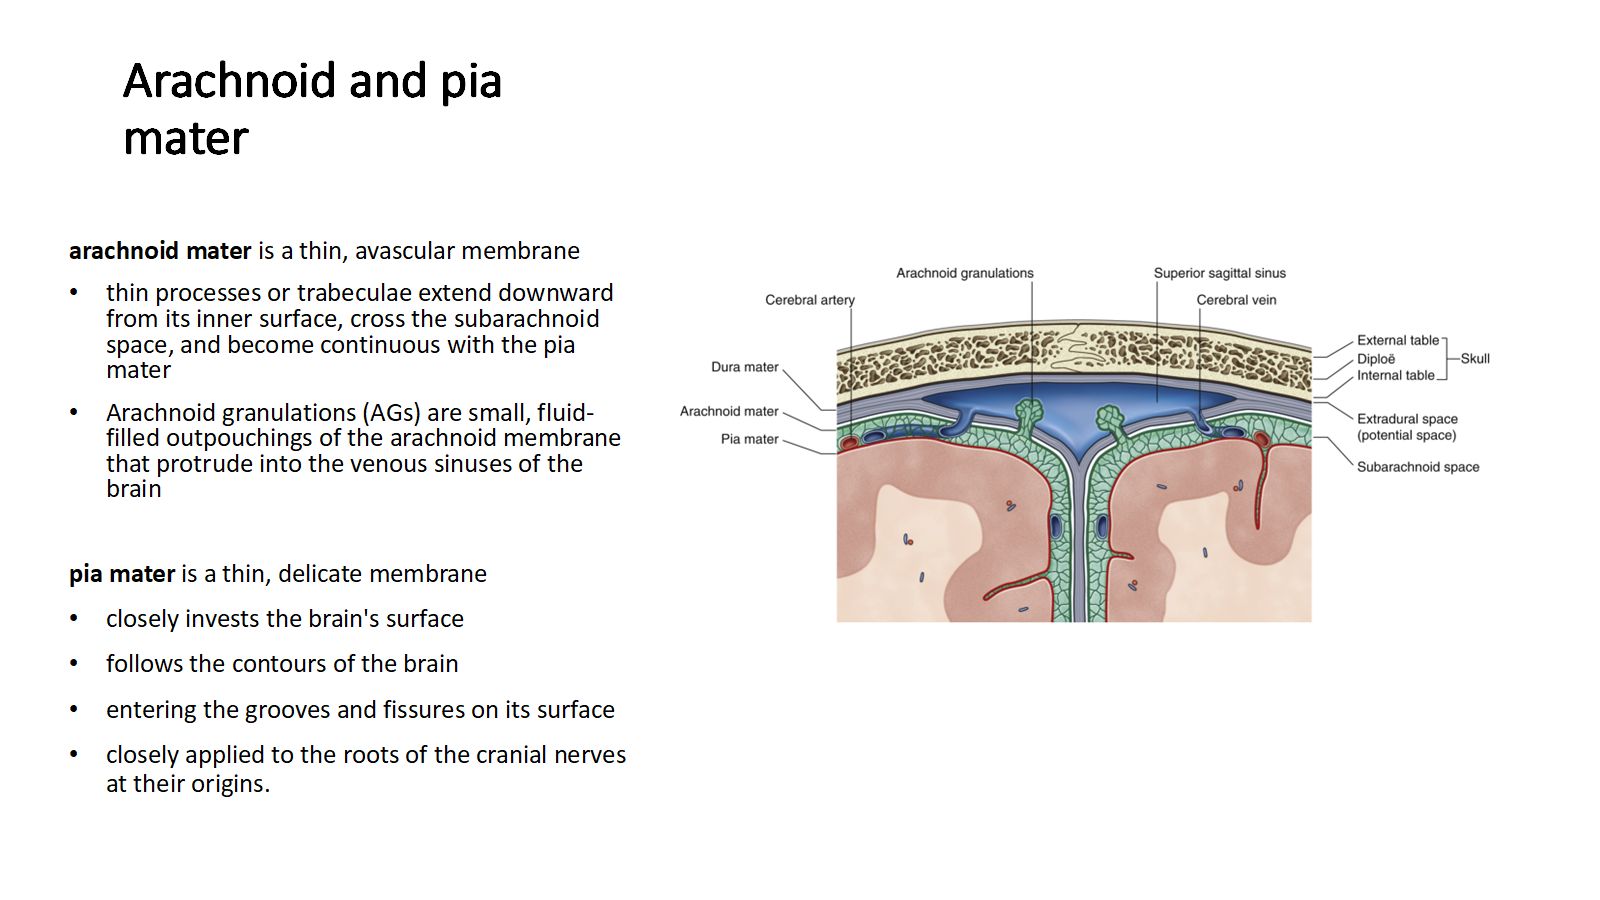 Arachnoid and pia
mater
arachnoid mater is a thin, avascular membrane
• thin processes or trabeculae extend downward
from its inner surface, cross the subarachnoid
space, and become continuous with the pia
mater
• Arachnoid granulations (AGs) are small, fluid-
filled outpouchings of the arachnoid membrane
that protrude into the venous sinuses of the
brain
pia mater is a thin, delicate membrane
• closely invests the brain's surface
• follows the contours of the brain
• entering the grooves and fissures on its surface
• closely applied to the roots of the cranial nerves
at their origins.
Arachnoid granulations
Superior sagittal sinus
Cerebral artery
Cerebral vein
Dura mater
Arachnoid mater
Pia mater
External table
Diploë
Internal table
Skull
Extradural space
(potential space)
Subarachnoid space